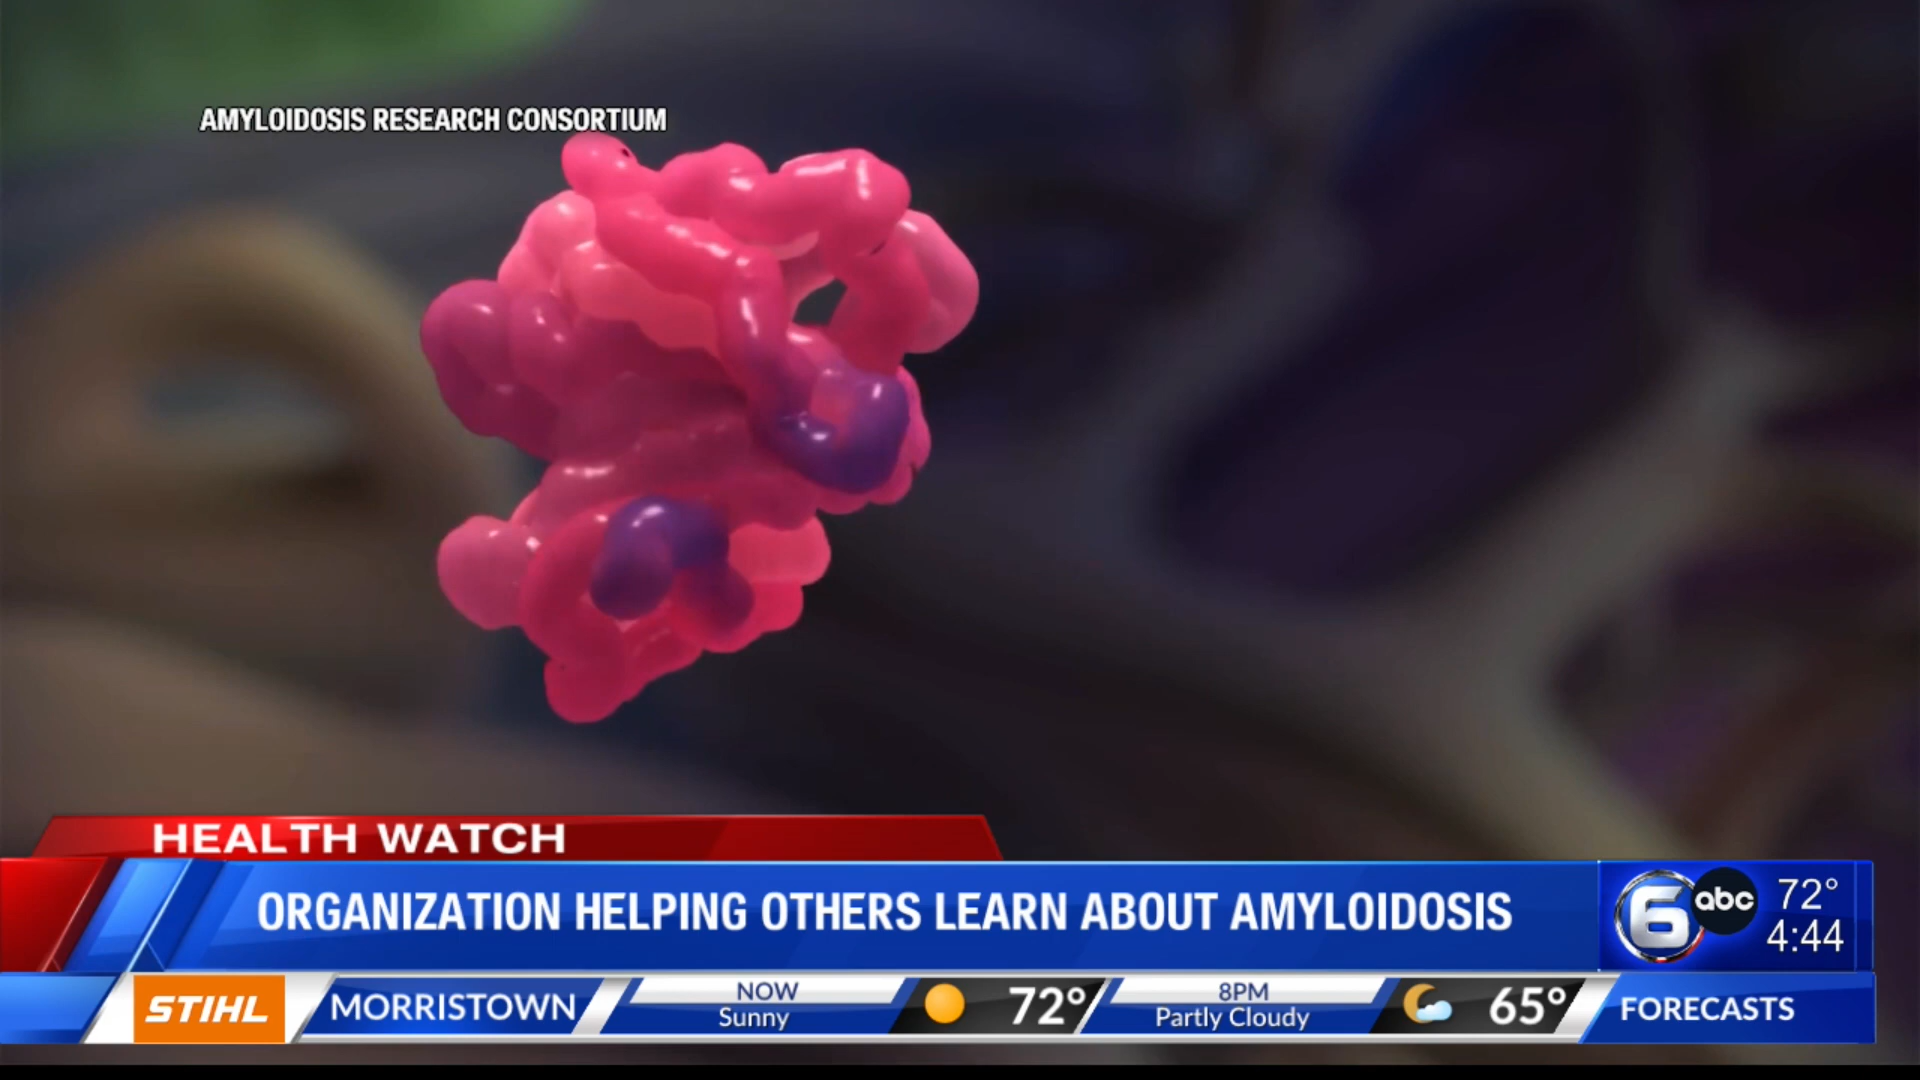 AMYLOIDOSIS RESEARCH CONSORTIUM
HEALTH WATCH
ORGANIZATION HELPING OTHERS LEARN ABOUT AMYLOIDOSIS
6 abc 72°
4:44
STIHL MORRISTOWN NOW Sunny 72° 8PM Partly Cloudy 65° FORECASTS